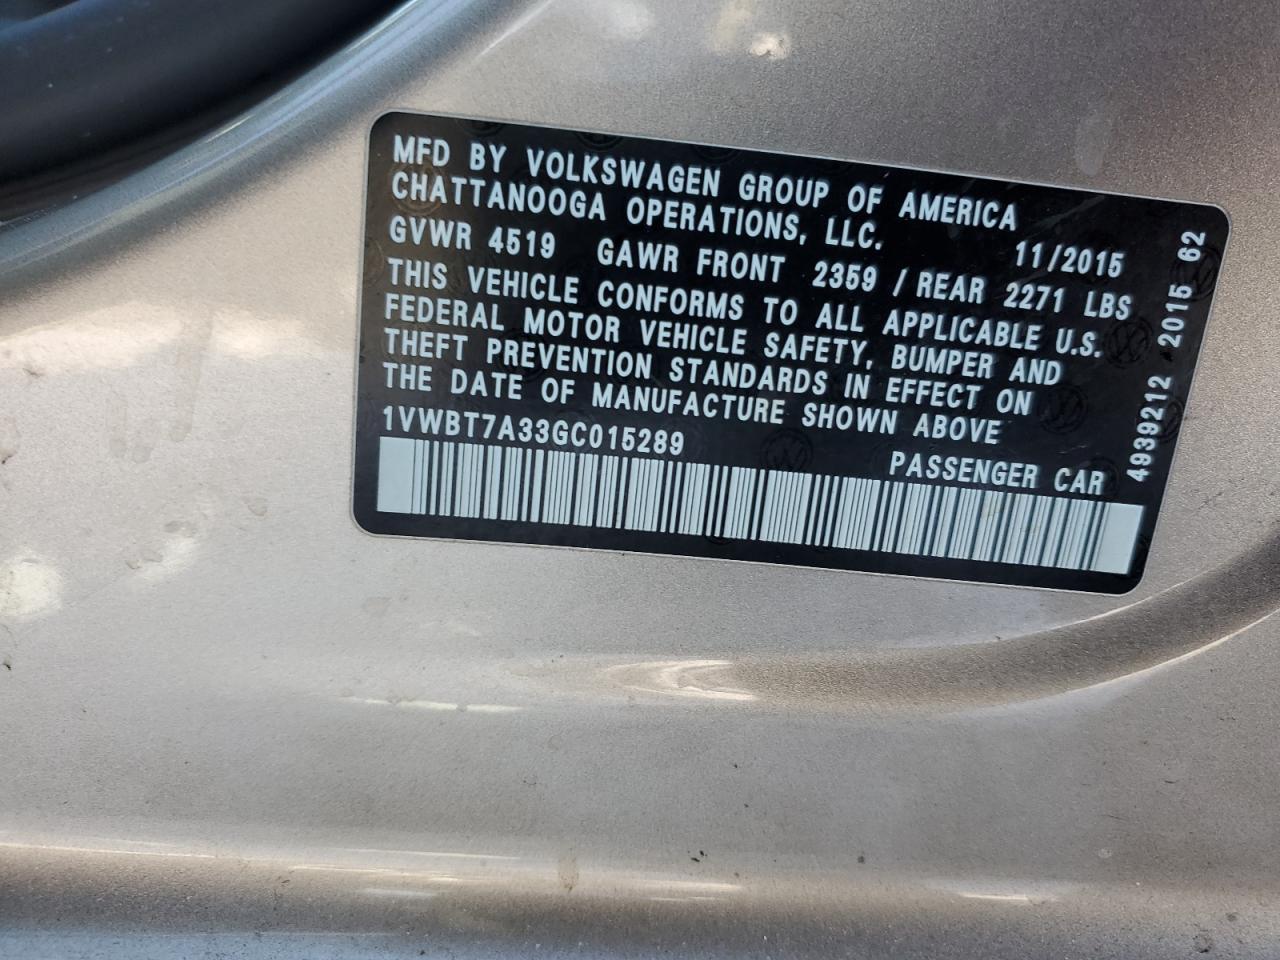 MFD BY VOLKSWAGEN GROUP OF AMERICA
CHATTANOOGA OPERATIONS, LLC. 11/2015
GVWR 4519 GAWR FRONT 2359 / REAR 2271 LBS
THIS VEHICLE CONFORMS TO ALL APPLICABLE U.S.
FEDERAL MOTOR VEHICLE SAFETY, BUMPER AND
THEFT PREVENTION STANDARDS IN EFFECT ON
THE DATE OF MANUFACTURE SHOWN ABOVE
1VWBT7A33GC015289
PASSENGER CAR
4939212 2015 62